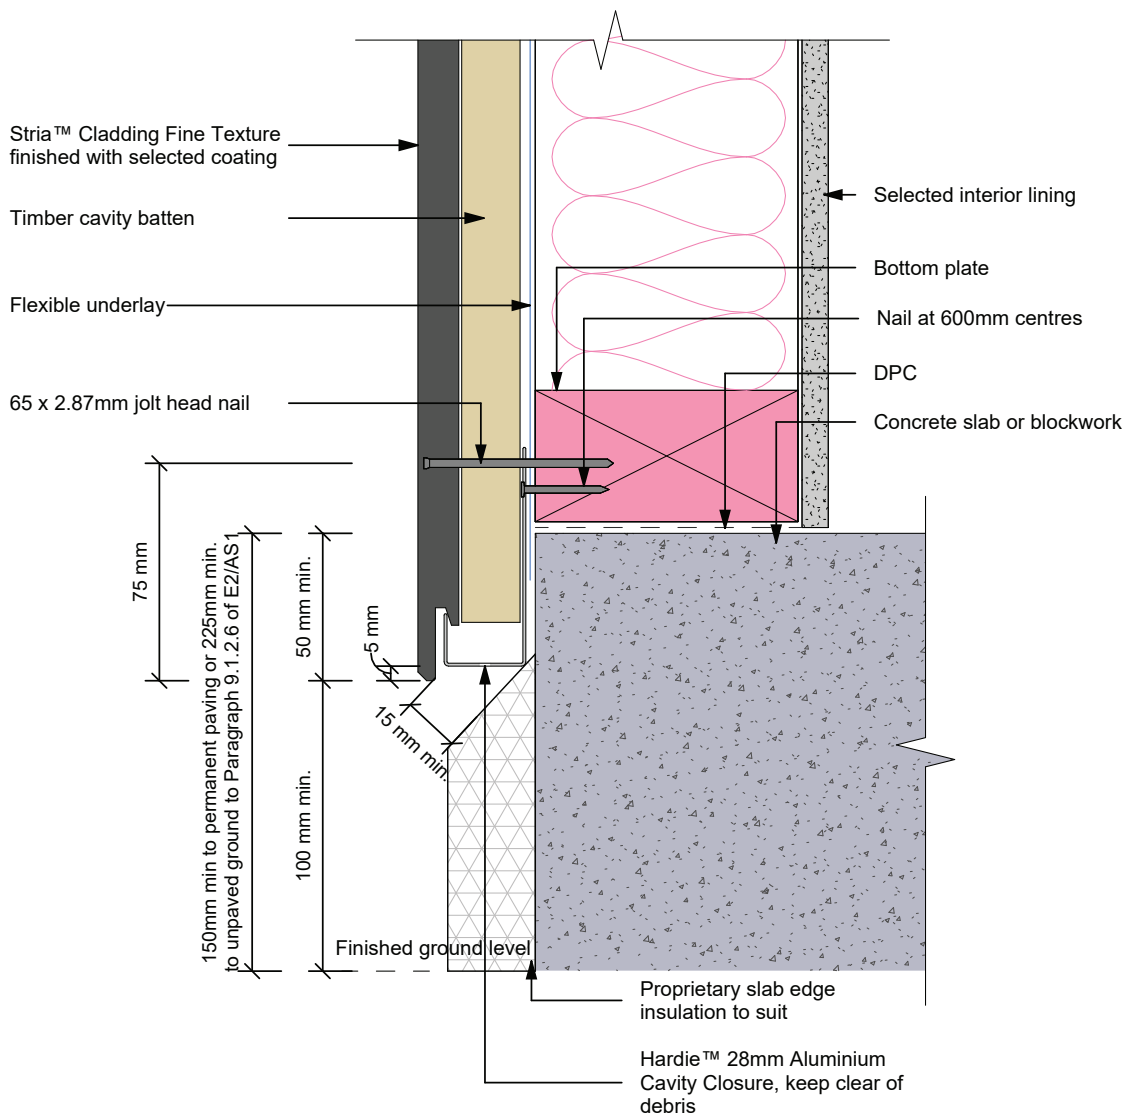 Stria™ Cladding Fine Texture
finished with selected coating
Timber cavity batten
Flexible underlay
65 x 2.87mm jolt head nail
Selected interior lining
Bottom plate
Nail at 600mm centres
DPC
Concrete slab or blockwork
75 mm
150mm min to permanent paving or 225mm min.
to unpaved ground to Paragraph 9.1.2.6 of E2/AS1
50 mm min.
5 mm
15 mm min.
100 mm min.
Finished ground level
Proprietary slab edge
insulation to suit
Hardie™ 28mm Aluminium
Cavity Closure, keep clear of
debris